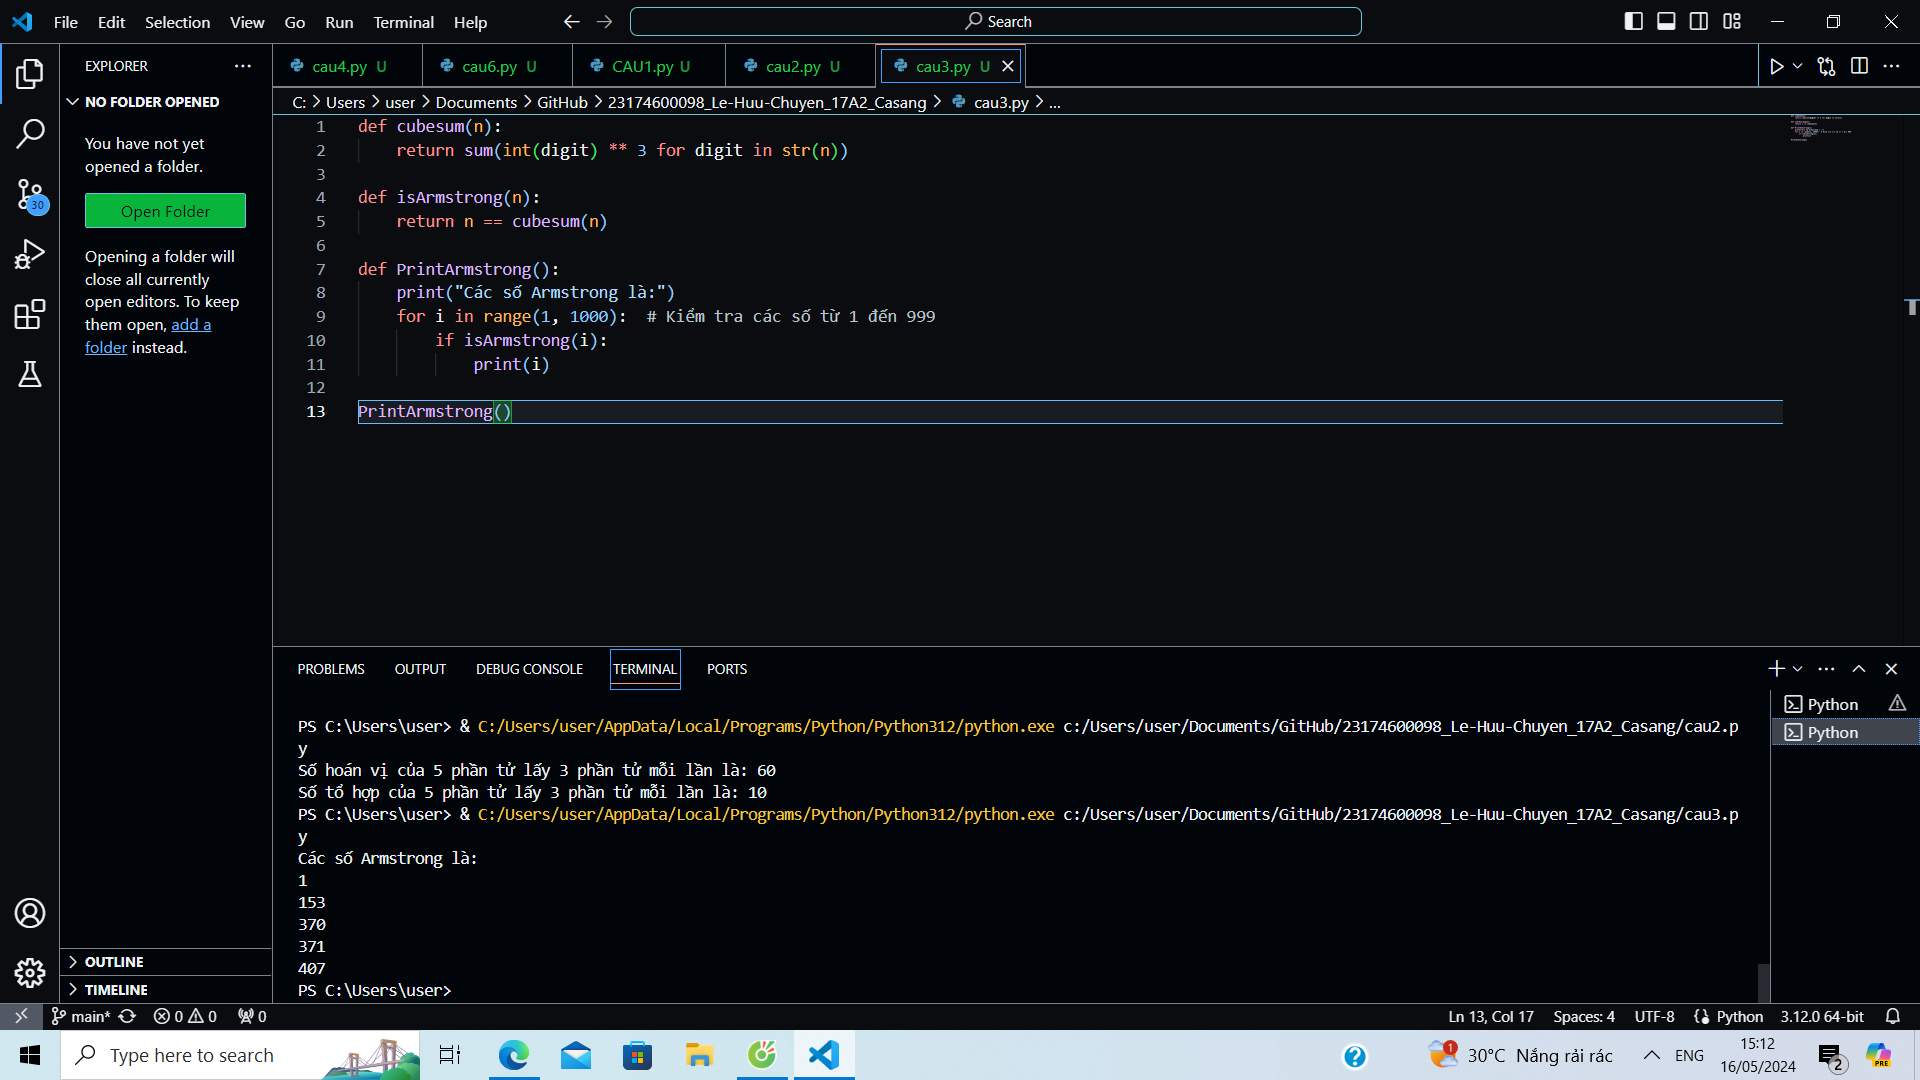 File Edit Selection View Go Run Terminal Help
Search
EXPLORER
NO FOLDER OPENED
You have not yet
opened a folder.
Open Folder
Opening a folder will
close all currently
open editors. To keep
them open, add a
folder instead.
OUTLINE
TIMELINE
30
cau4.py U
cau6.py U
CAU1.py U
cau2.py U
cau3.py U
C: > Users > user > Documents > GitHub > 23174600098_Le-Huu-Chuyen_17A2_Casang > cau3.py > ...
1 def cubesum(n):
2 return sum(int(digit) ** 3 for digit in str(n))
3
4 def isArmstrong(n):
5 return n == cubesum(n)
6
7 def PrintArmstrong():
8 print("Các số Armstrong là:")
9 for i in range(1, 1000): # Kiểm tra các số từ 1 đến 999
10 if isArmstrong(i):
11 print(i)
12
13 PrintArmstrong()
PROBLEMS OUTPUT DEBUG CONSOLE TERMINAL PORTS
PS C:\Users\user> & C:/Users/user/AppData/Local/Programs/Python/Python312/python.exe c:/Users/user/Documents/GitHub/23174600098_Le-Huu-Chuyen_17A2_Casang/cau2.p
y
Số hoán vị của 5 phần tử lấy 3 phần tử mỗi lần là: 60
Số tổ hợp của 5 phần tử lấy 3 phần tử mỗi lần là: 10
PS C:\Users\user> & C:/Users/user/AppData/Local/Programs/Python/Python312/python.exe c:/Users/user/Documents/GitHub/23174600098_Le-Huu-Chuyen_17A2_Casang/cau3.p
y
Các số Armstrong là:
1
153
370
371
407
PS C:\Users\user>
Python
Python
main* 0 0 0
Ln 13, Col 17 Spaces: 4 UTF-8 Python 3.12.0 64-bit
Type here to search
1
30°C Nắng rải rác
ENG
15:12
16/05/2024
2
PRE